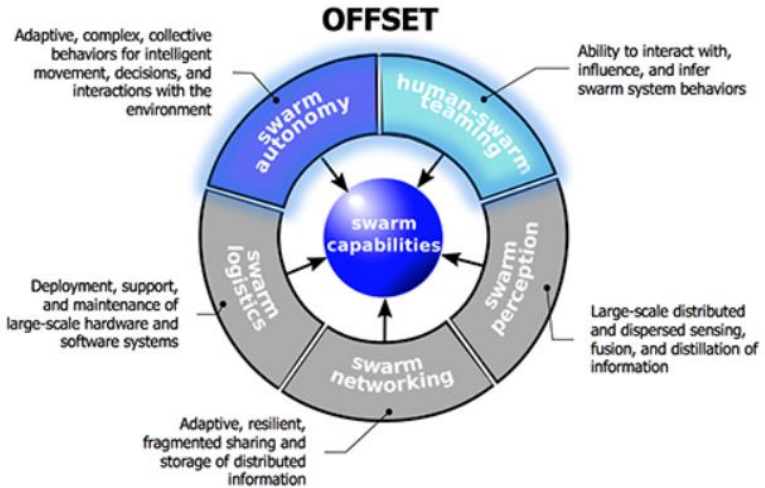 OFFSET
Adaptive, complex, collective
behaviors for intelligent
movement, decisions, and
interactions with the
environment
Ability to interact with,
influence, and infer
swarm system behaviors
swarm
autonomy
human-swarm
teaming
swarm
capabilities
swarm
logistics
swarm
perception
swarm
networking
Deployment, support,
and maintenance of
large-scale hardware and
software systems
Large-scale distributed
and dispersed sensing,
fusion, and distillation of
information
Adaptive, resilient,
fragmented sharing and
storage of distributed
information